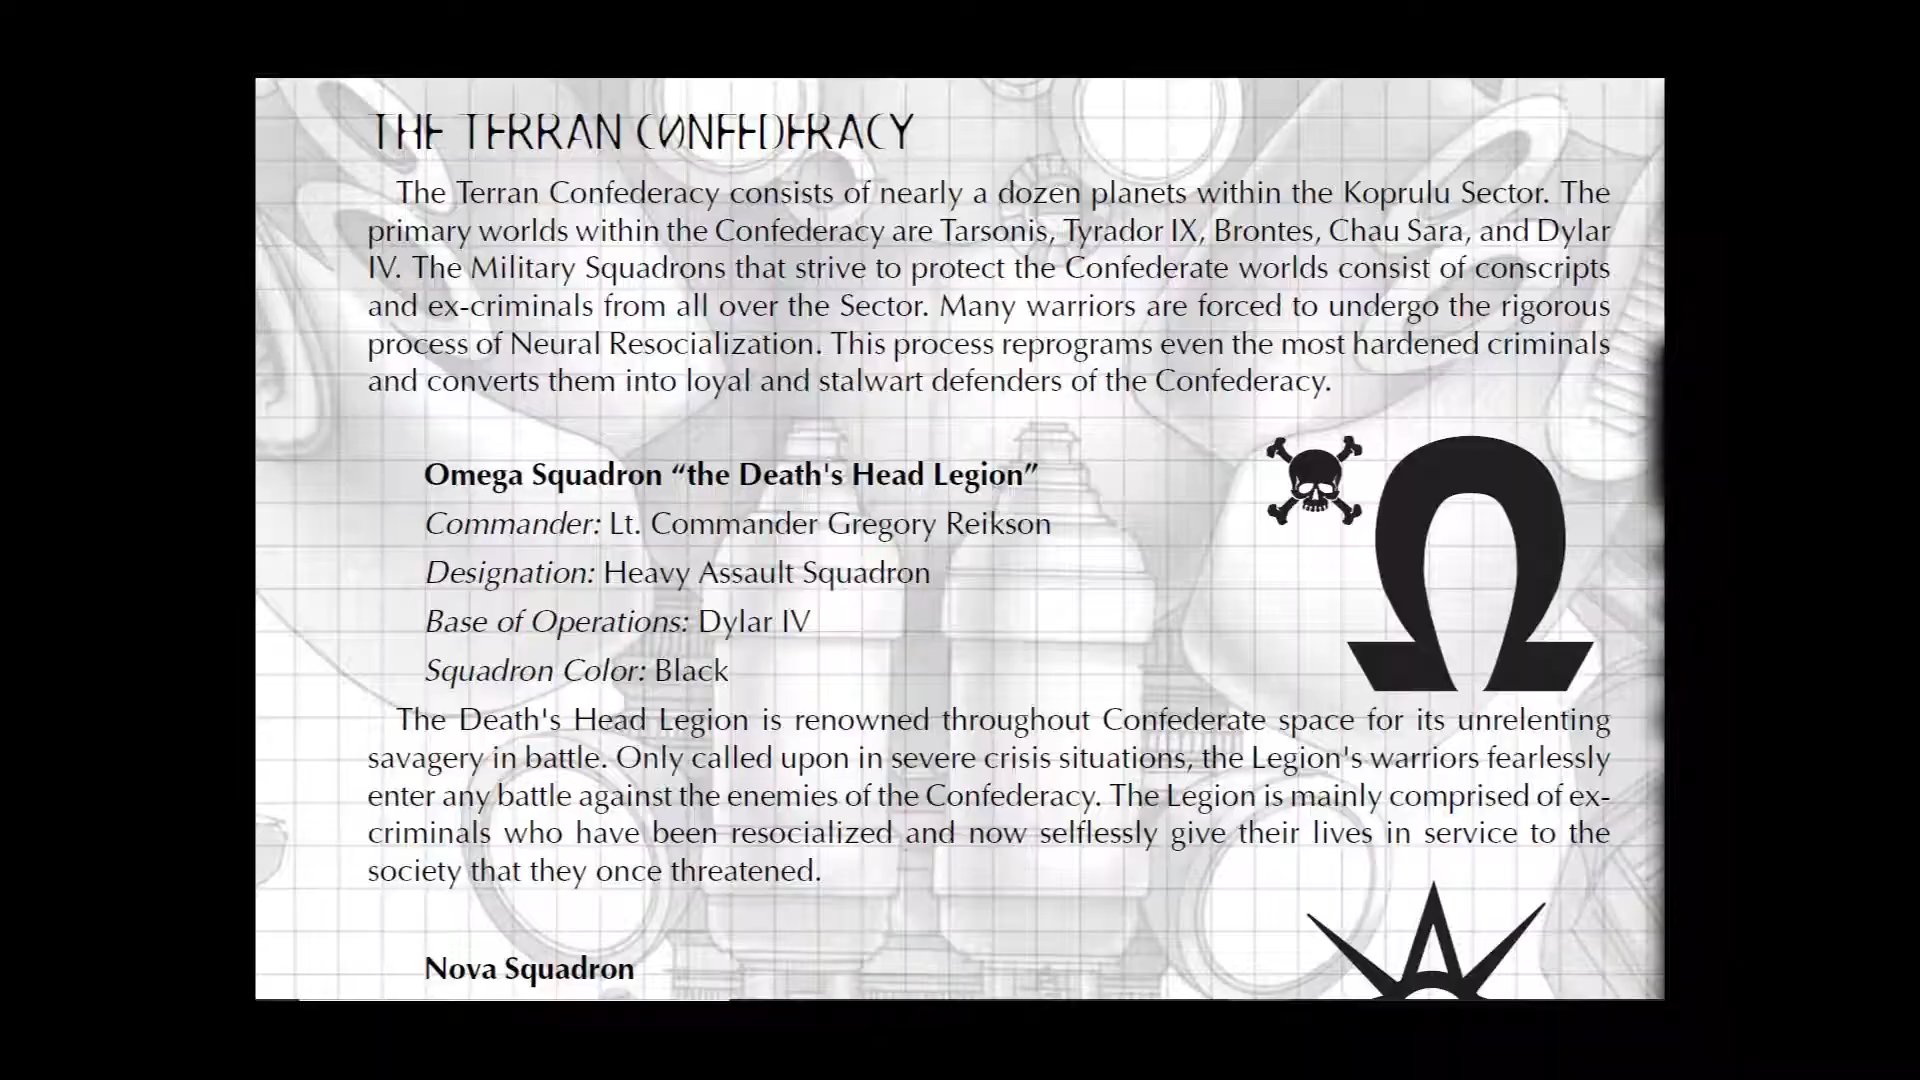 THE TERRAN CONFEDERACY
The Terran Confederacy consists of nearly a dozen planets within the Koprulu Sector. The
primary worlds within the Confederacy are Tarsonis, Tyrador IX, Brontes, Chau Sara, and Dylar
IV. The Military Squadrons that strive to protect the Confederate worlds consist of conscripts
and ex-criminals from all over the Sector. Many warriors are forced to undergo the rigorous
process of Neural Resocialization. This process reprograms even the most hardened criminals
and converts them into loyal and stalwart defenders of the Confederacy.
Omega Squadron “the Death's Head Legion”
Commander: Lt. Commander Gregory Reikson
Designation: Heavy Assault Squadron
Base of Operations: Dylar IV
Squadron Color: Black
The Death's Head Legion is renowned throughout Confederate space for its unrelenting
savagery in battle. Only called upon in severe crisis situations, the Legion's warriors fearlessly
enter any battle against the enemies of the Confederacy. The Legion is mainly comprised of ex-
criminals who have been resocialized and now selflessly give their lives in service to the
society that they once threatened.
Nova Squadron